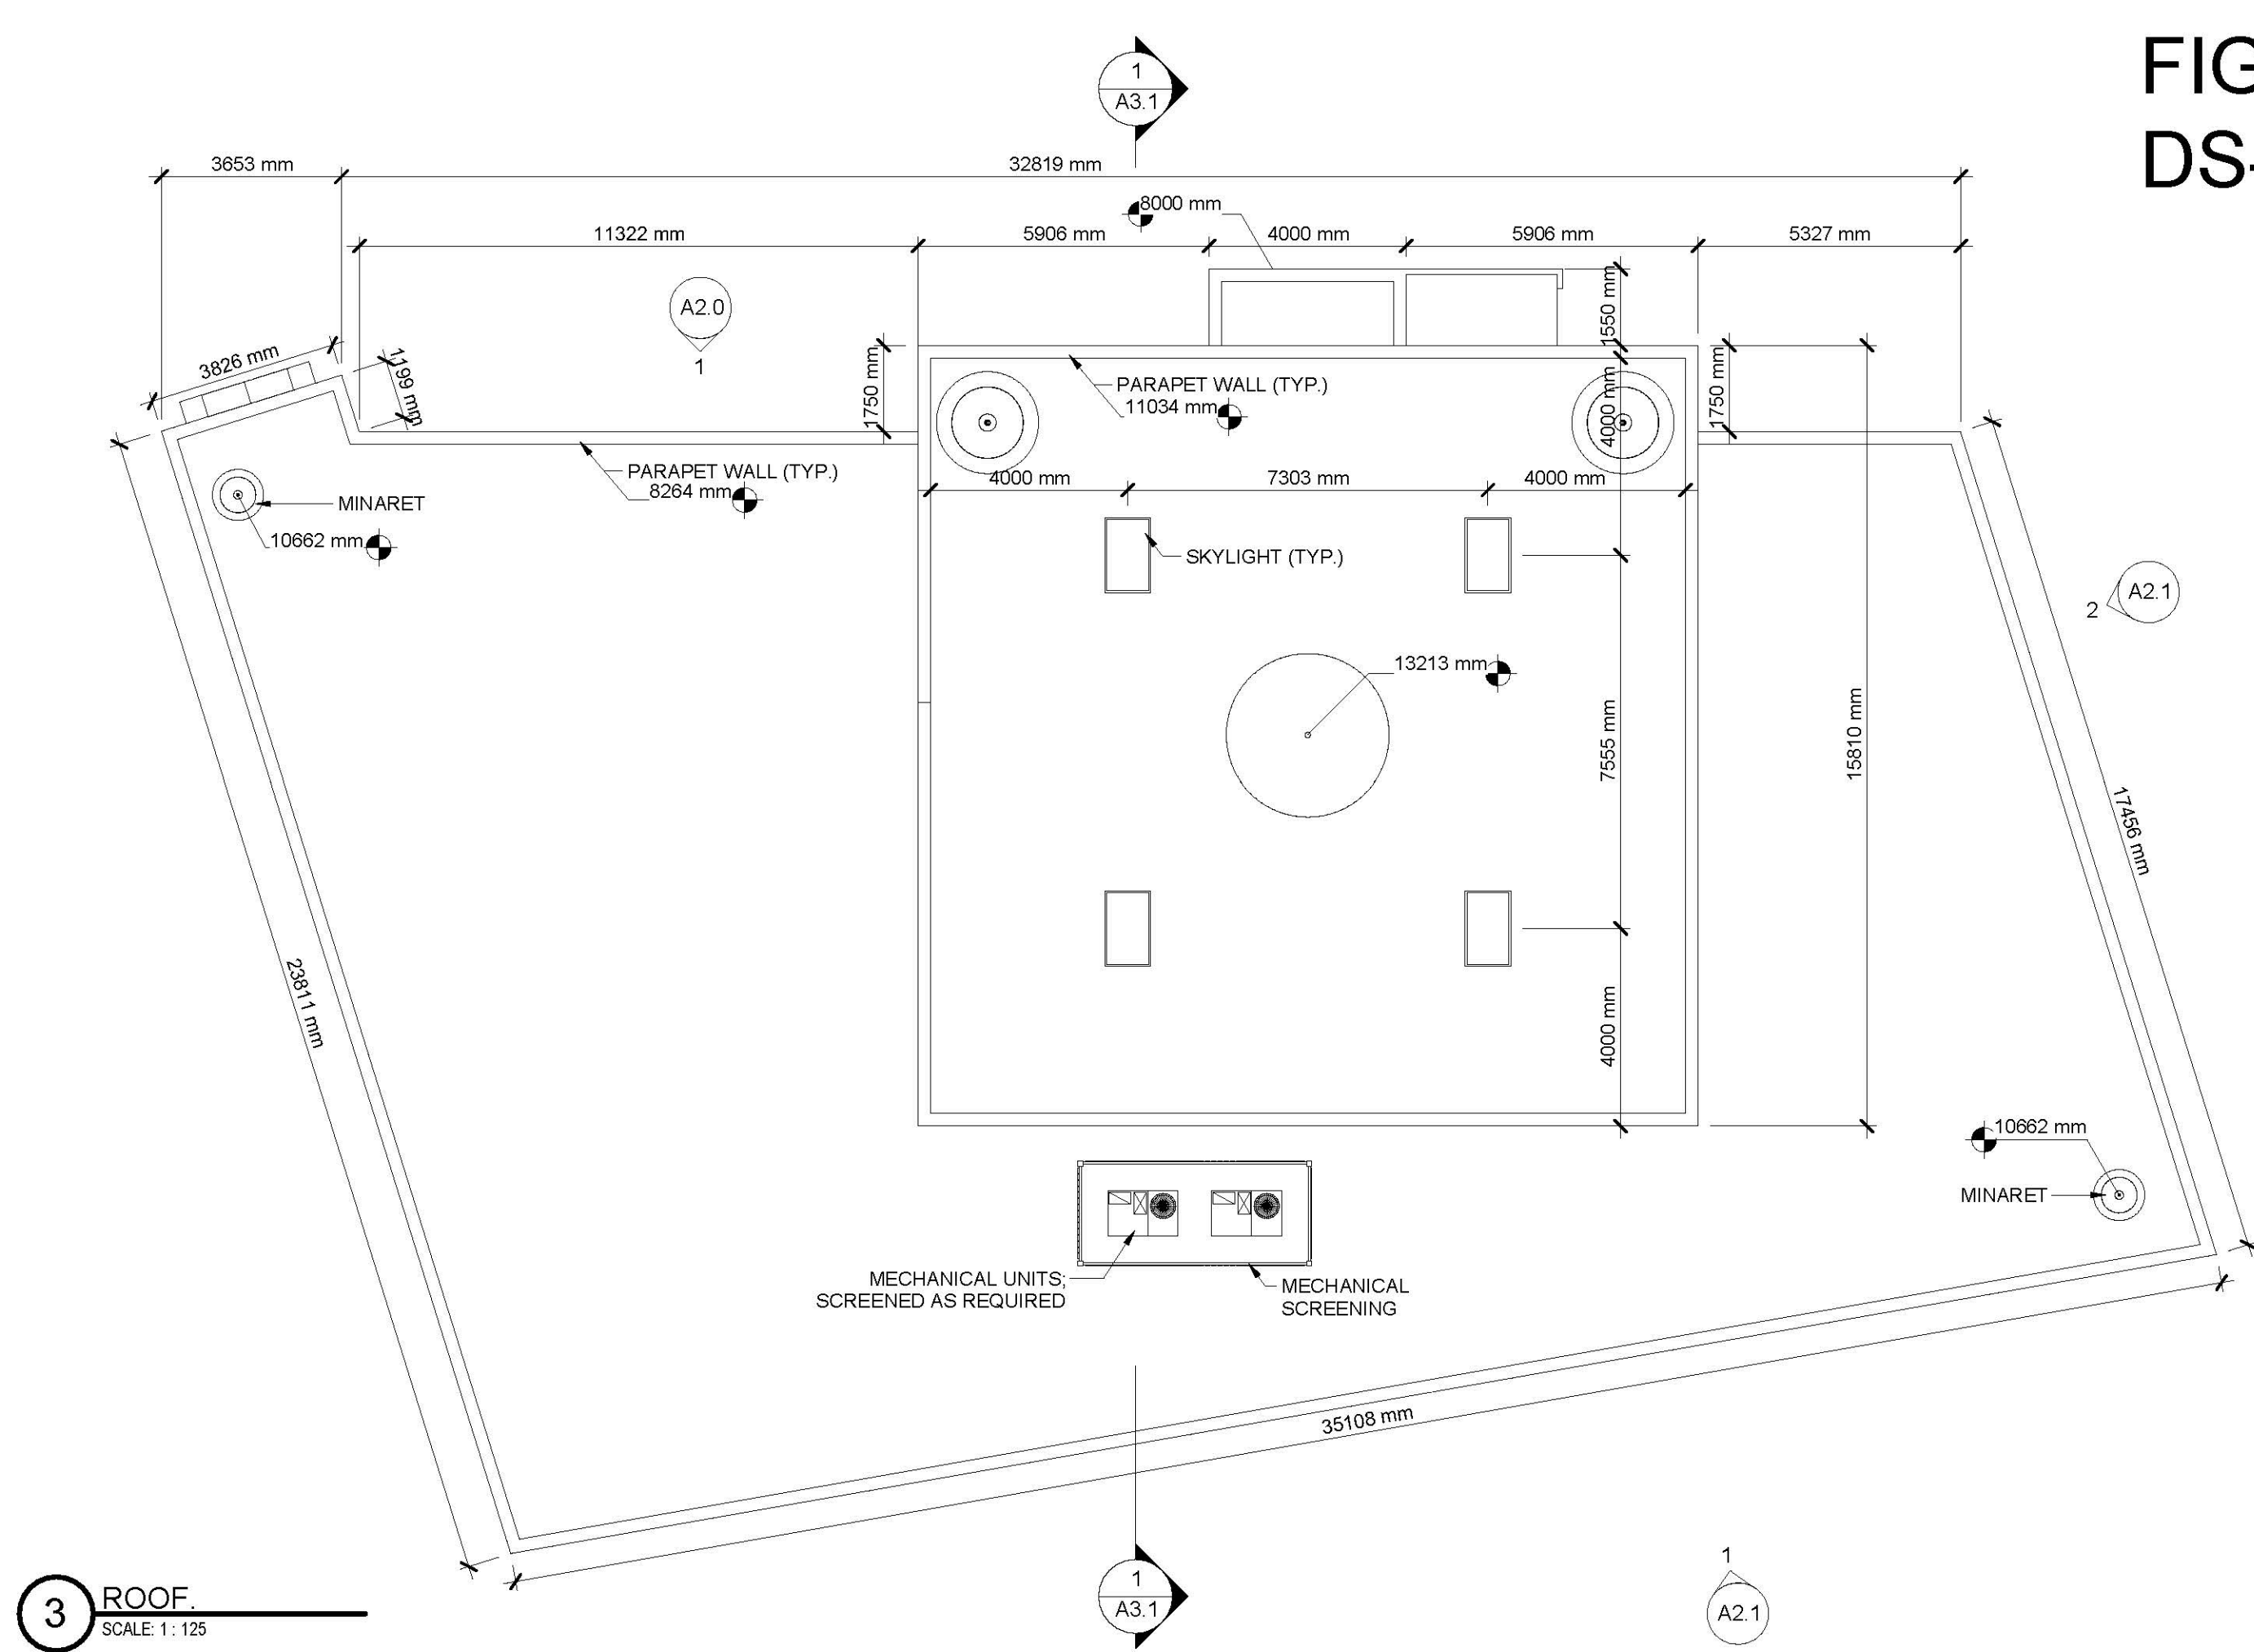 FIG
DS-
1
A3.1
3653 mm
32819 mm
8000 mm
11322 mm
5906 mm
4000 mm
5906 mm
5327 mm
A2.0
1
1550 mm
3826 mm
1199 mm
1750 mm
PARAPET WALL (TYP.)
11034 mm
4000 mm
1750 mm
PARAPET WALL (TYP.)
8264 mm
4000 mm
7303 mm
4000 mm
MINARET
10662 mm
SKYLIGHT (TYP.)
A2.1
2
13213 mm
7555 mm
15810 mm
17456 mm
23811 mm
4000 mm
10662 mm
MINARET
MECHANICAL UNITS;
SCREENED AS REQUIRED
MECHANICAL
SCREENING
35108 mm
1
A3.1
1
A2.1
3
ROOF.
SCALE: 1 : 125